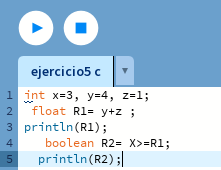 ejercicio5 c
1 int x=3, y=4, z=1;
2 float R1= y+z ;
3 println(R1);
4 boolean R2= X>=R1;
5 println(R2);